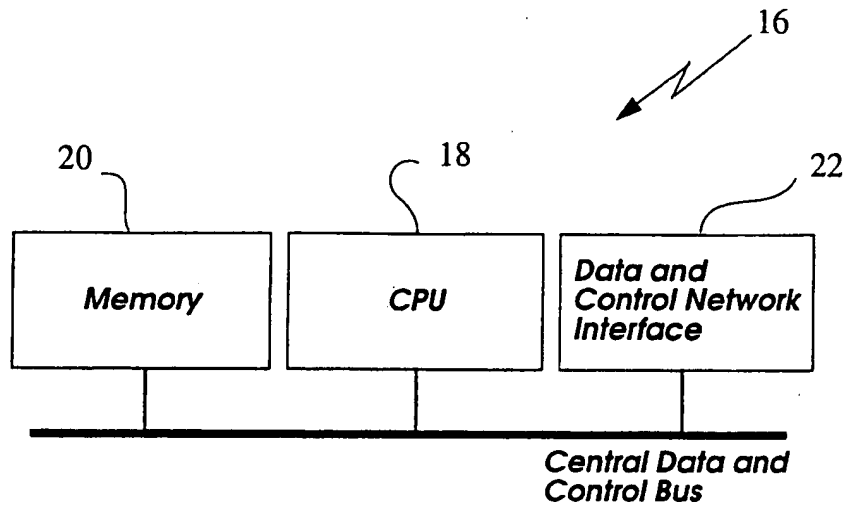 16
20
18
22
Memory
CPU
Data and
Control Network
Interface
Central Data and
Control Bus